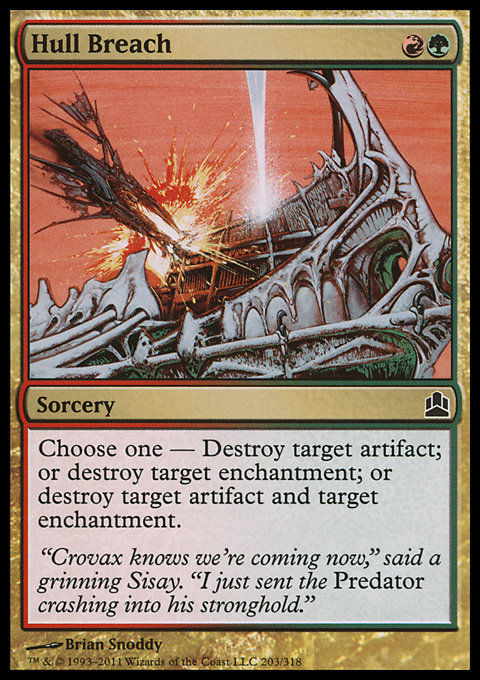 Hull Breach
Sorcery
Choose one — Destroy target artifact;
or destroy target enchantment; or
destroy target artifact and target
enchantment.
“Crovax knows we’re coming now,” said a
grinning Sisay. “I just sent the Predator
crashing into his stronghold.”
Brian Snoddy
™ & © 1993–2011 Wizards of the Coast LLC 203/318